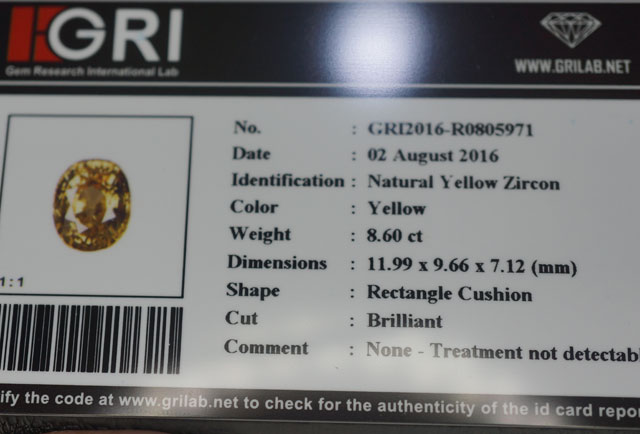 GRI
Gem Research International Lab
WWW.GRILAB.NET
No. : GRI2016-R0805971
Date : 02 August 2016
Identification : Natural Yellow Zircon
Color : Yellow
Weight : 8.60 ct
Dimensions : 11.99 x 9.66 x 7.12 (mm)
Shape : Rectangle Cushion
Cut : Brilliant
Comment : None - Treatment not detectab
1:1
ify the code at www.grilab.net to check for the authenticity of the id card repor